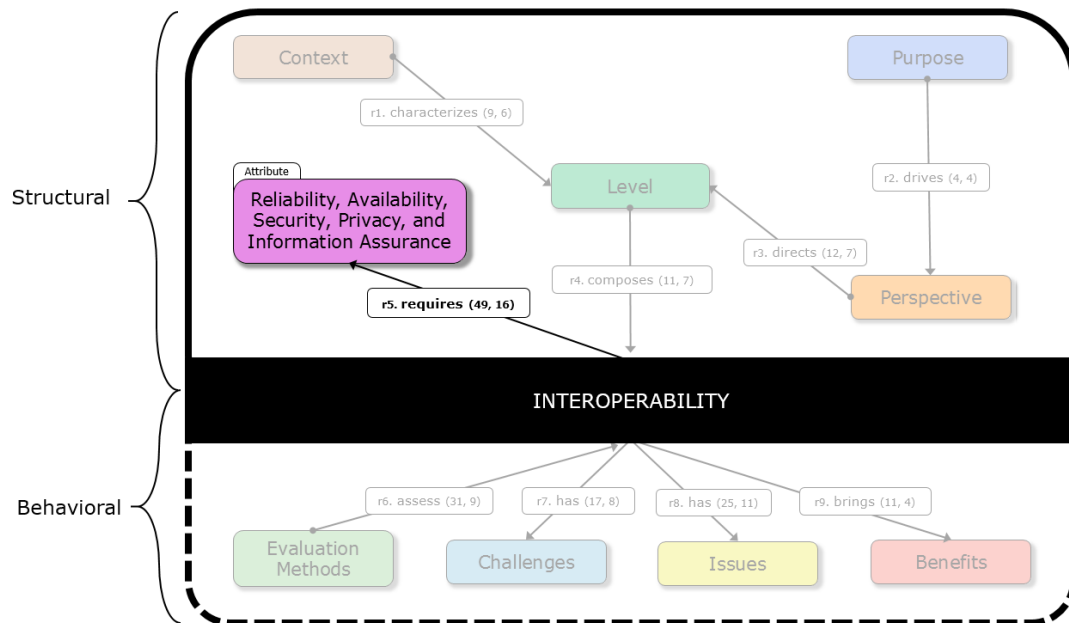 Context
Purpose
r1. characterizes (9, 6)
Attribute
Reliability, Availability,
Security, Privacy, and
Information Assurance
Level
r2. drives (4, 4)
Structural
r3. directs (12, 7)
r4. composes (11, 7)
Perspective
r5. requires (49, 16)
INTEROPERABILITY
Behavioral
r6. assess (31, 9)
r7. has (17, 8)
r8. has (25, 11)
r9. brings (11, 4)
Evaluation
Methods
Challenges
Issues
Benefits